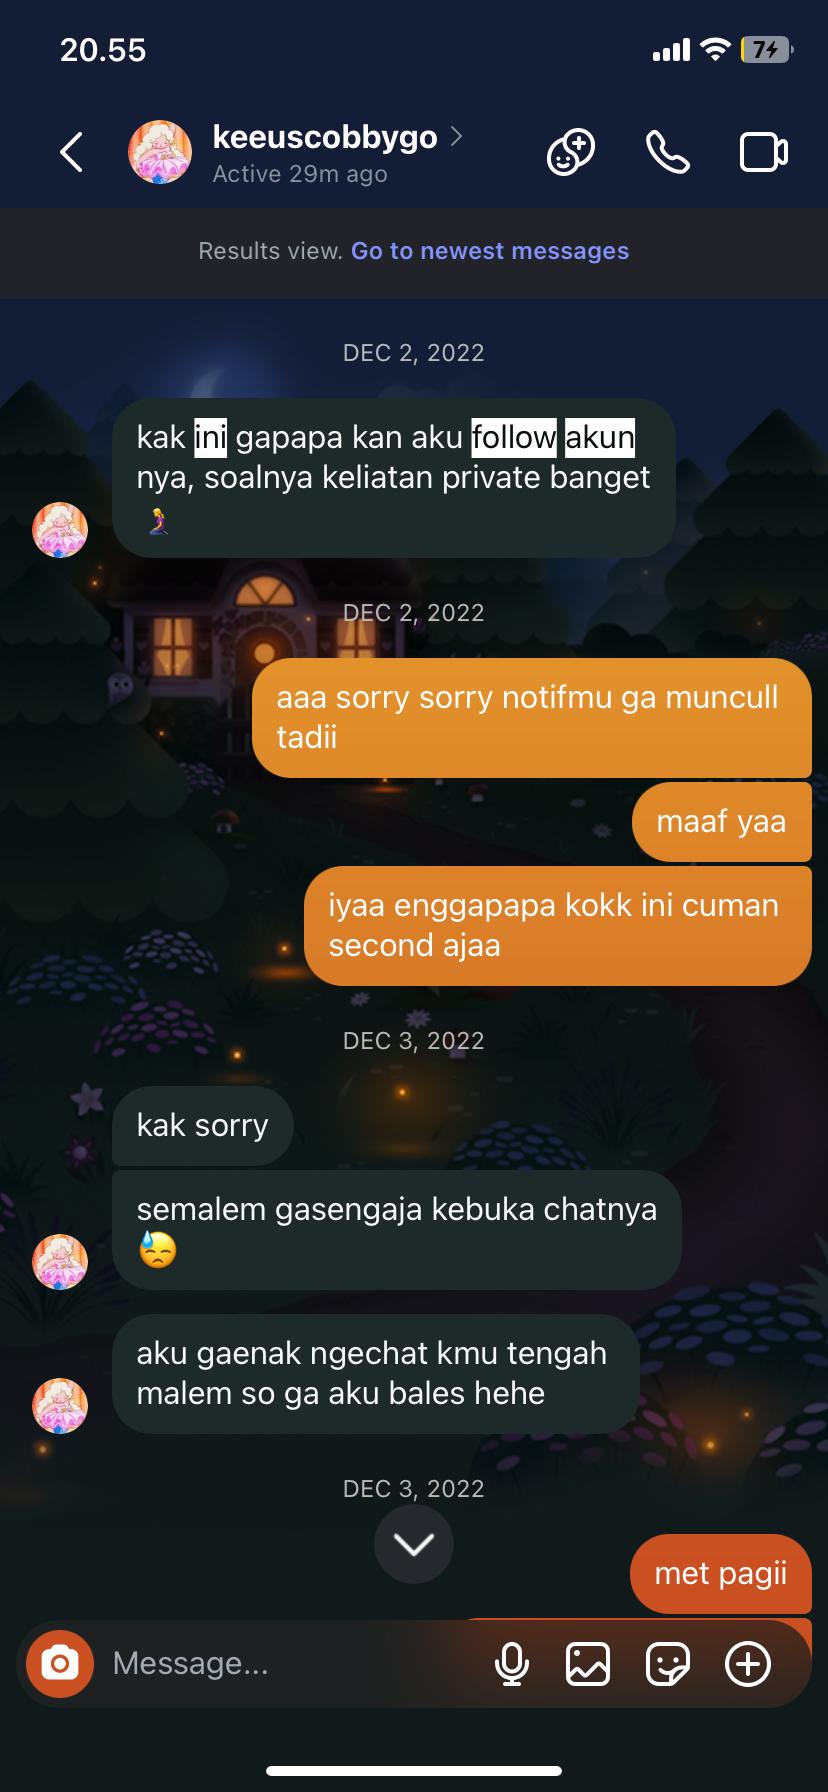 20.55
7
keeuscobbygo
Active 29m ago
Results view. Go to newest messages
DEC 2, 2022
kak ini gapapa kan aku follow akun
nya, soalnya keliatan private banget
🧜‍♀️
DEC 2, 2022
aaa sorry sorry notifmu ga muncull
tadii
maaf yaa
iyaa enggapapa kokk ini cuman
second ajaa
DEC 3, 2022
kak sorry
semalem gasengaja kebuka chatnya
😓
aku gaenak ngechat kmu tengah
malem so ga aku bales hehe
DEC 3, 2022
met pagii
Message...